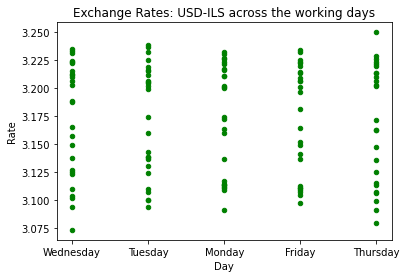 Exchange Rates: USD-ILS across the working days
3.250
3.225
3.200
3.175
3.150
3.125
3.100
3.075
Rate
Wednesday Tuesday Monday Friday Thursday
Day